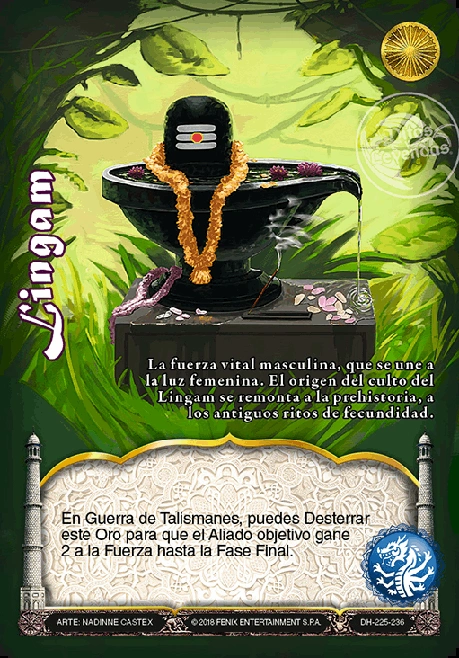 Lingam
La fuerza vital masculina, que se une a
la luz femenina. El origen del culto del
Lingam se remonta a la prehistoria, a
los antiguos ritos de fecundidad.
En Guerra de Talismanes, puedes Desterrar
este Oro para que el Aliado objetivo gane
2 a la Fuerza hasta la Fase Final.
ARTE: NADINNE CASTEX
©2018 FENIX ENTERTAINMENT S.P.A.
DH-225-236